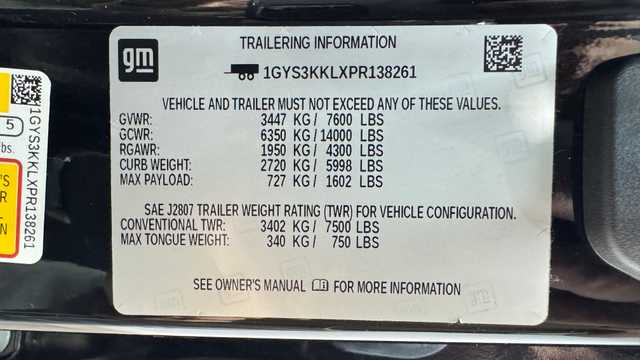 gm
TRAILERING INFORMATION
1GYS3KKLXPR138261
VEHICLE AND TRAILER MUST NOT EXCEED ANY OF THESE VALUES.
GVWR: 3447 KG/ 7600 LBS
GCWR: 6350 KG/14000 LBS
RGAWR: 1950 KG/ 4300 LBS
CURB WEIGHT: 2720 KG/ 5998 LBS
MAX PAYLOAD: 727 KG/ 1602 LBS
SAE J2807 TRAILER WEIGHT RATING (TWR) FOR VEHICLE CONFIGURATION.
CONVENTIONAL TWR: 3402 KG/ 7500 LBS
MAX TONGUE WEIGHT: 340 KG/ 750 LBS
SEE OWNER'S MANUAL FOR MORE INFORMATION
1GYS3KKLXPR138261
5
bs.
'S
R
ON